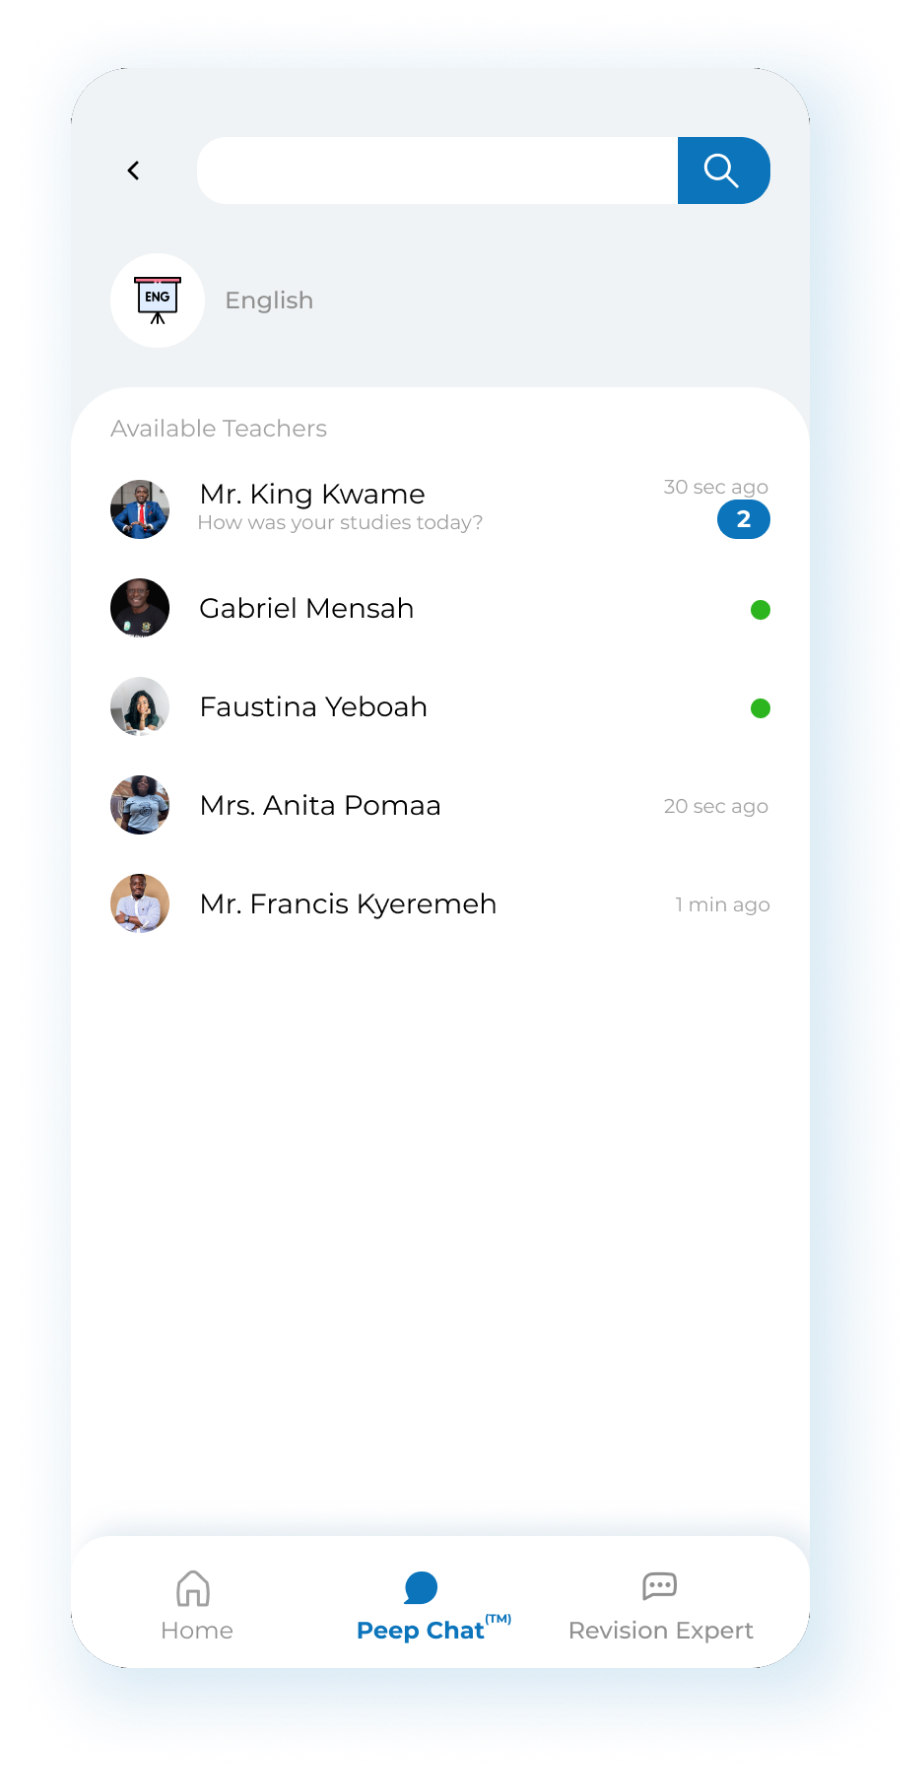 ENG
English
Available Teachers
Mr. King Kwame
30 sec ago
How was your studies today?
2
Gabriel Mensah
Faustina Yeboah
Mrs. Anita Pomaa
20 sec ago
Mr. Francis Kyeremeh
1 min ago
Home
Peep Chat(TM)
Revision Expert